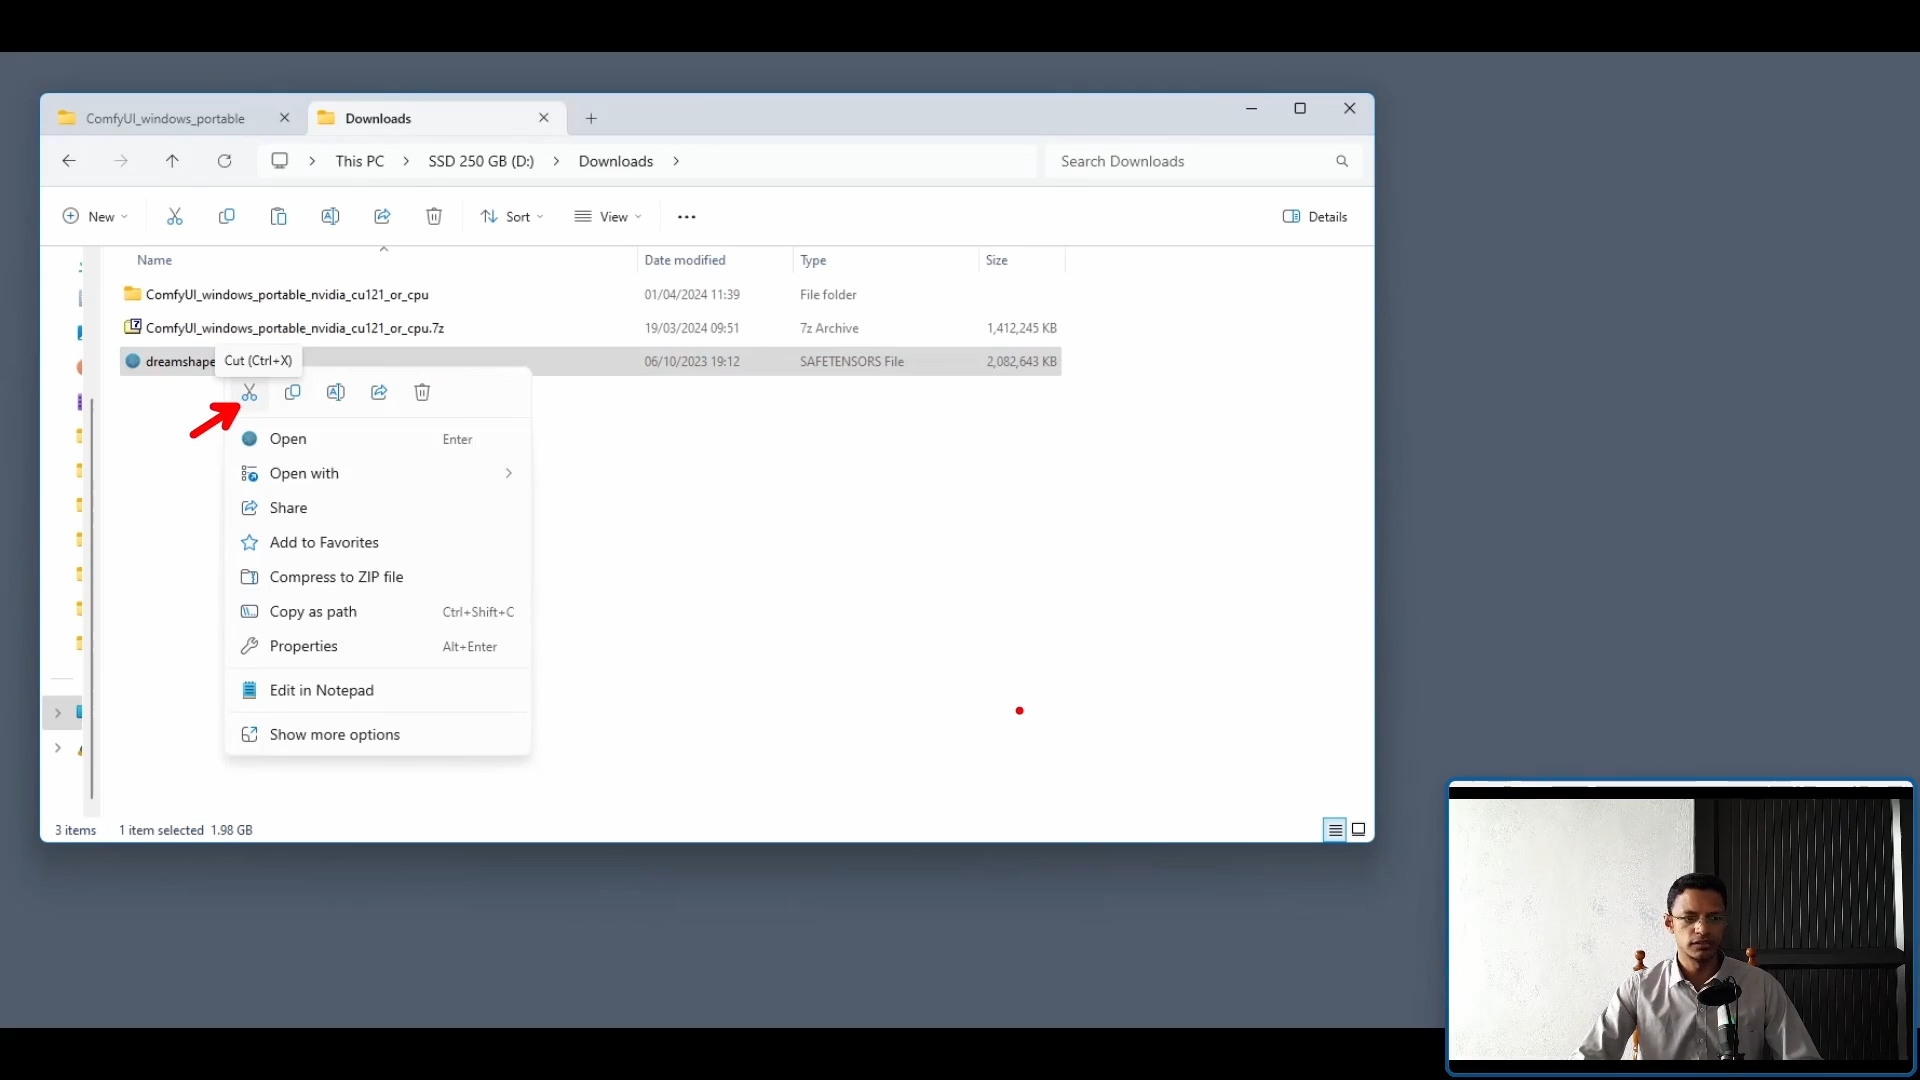 ComfyUI_windows_portable
Downloads
This PC
SSD 250 GB (D:)
Downloads
Search Downloads
New
Sort
View
Details
Name
Date modified
Type
Size
ComfyUI_windows_portable_nvidia_cu121_or_cpu
01/04/2024 11:39
File folder
ComfyUI_windows_portable_nvidia_cu121_or_cpu.7z
19/03/2024 09:51
7z Archive
1,412,245 KB
dreamshape
Cut (Ctrl+X)
06/10/2023 19:12
SAFETENSORS File
2,082,643 KB
Open
Enter
Open with
Share
Add to Favorites
Compress to ZIP file
Copy as path
Ctrl+Shift+C
Properties
Alt+Enter
Edit in Notepad
Show more options
3 items
1 item selected 1.98 GB